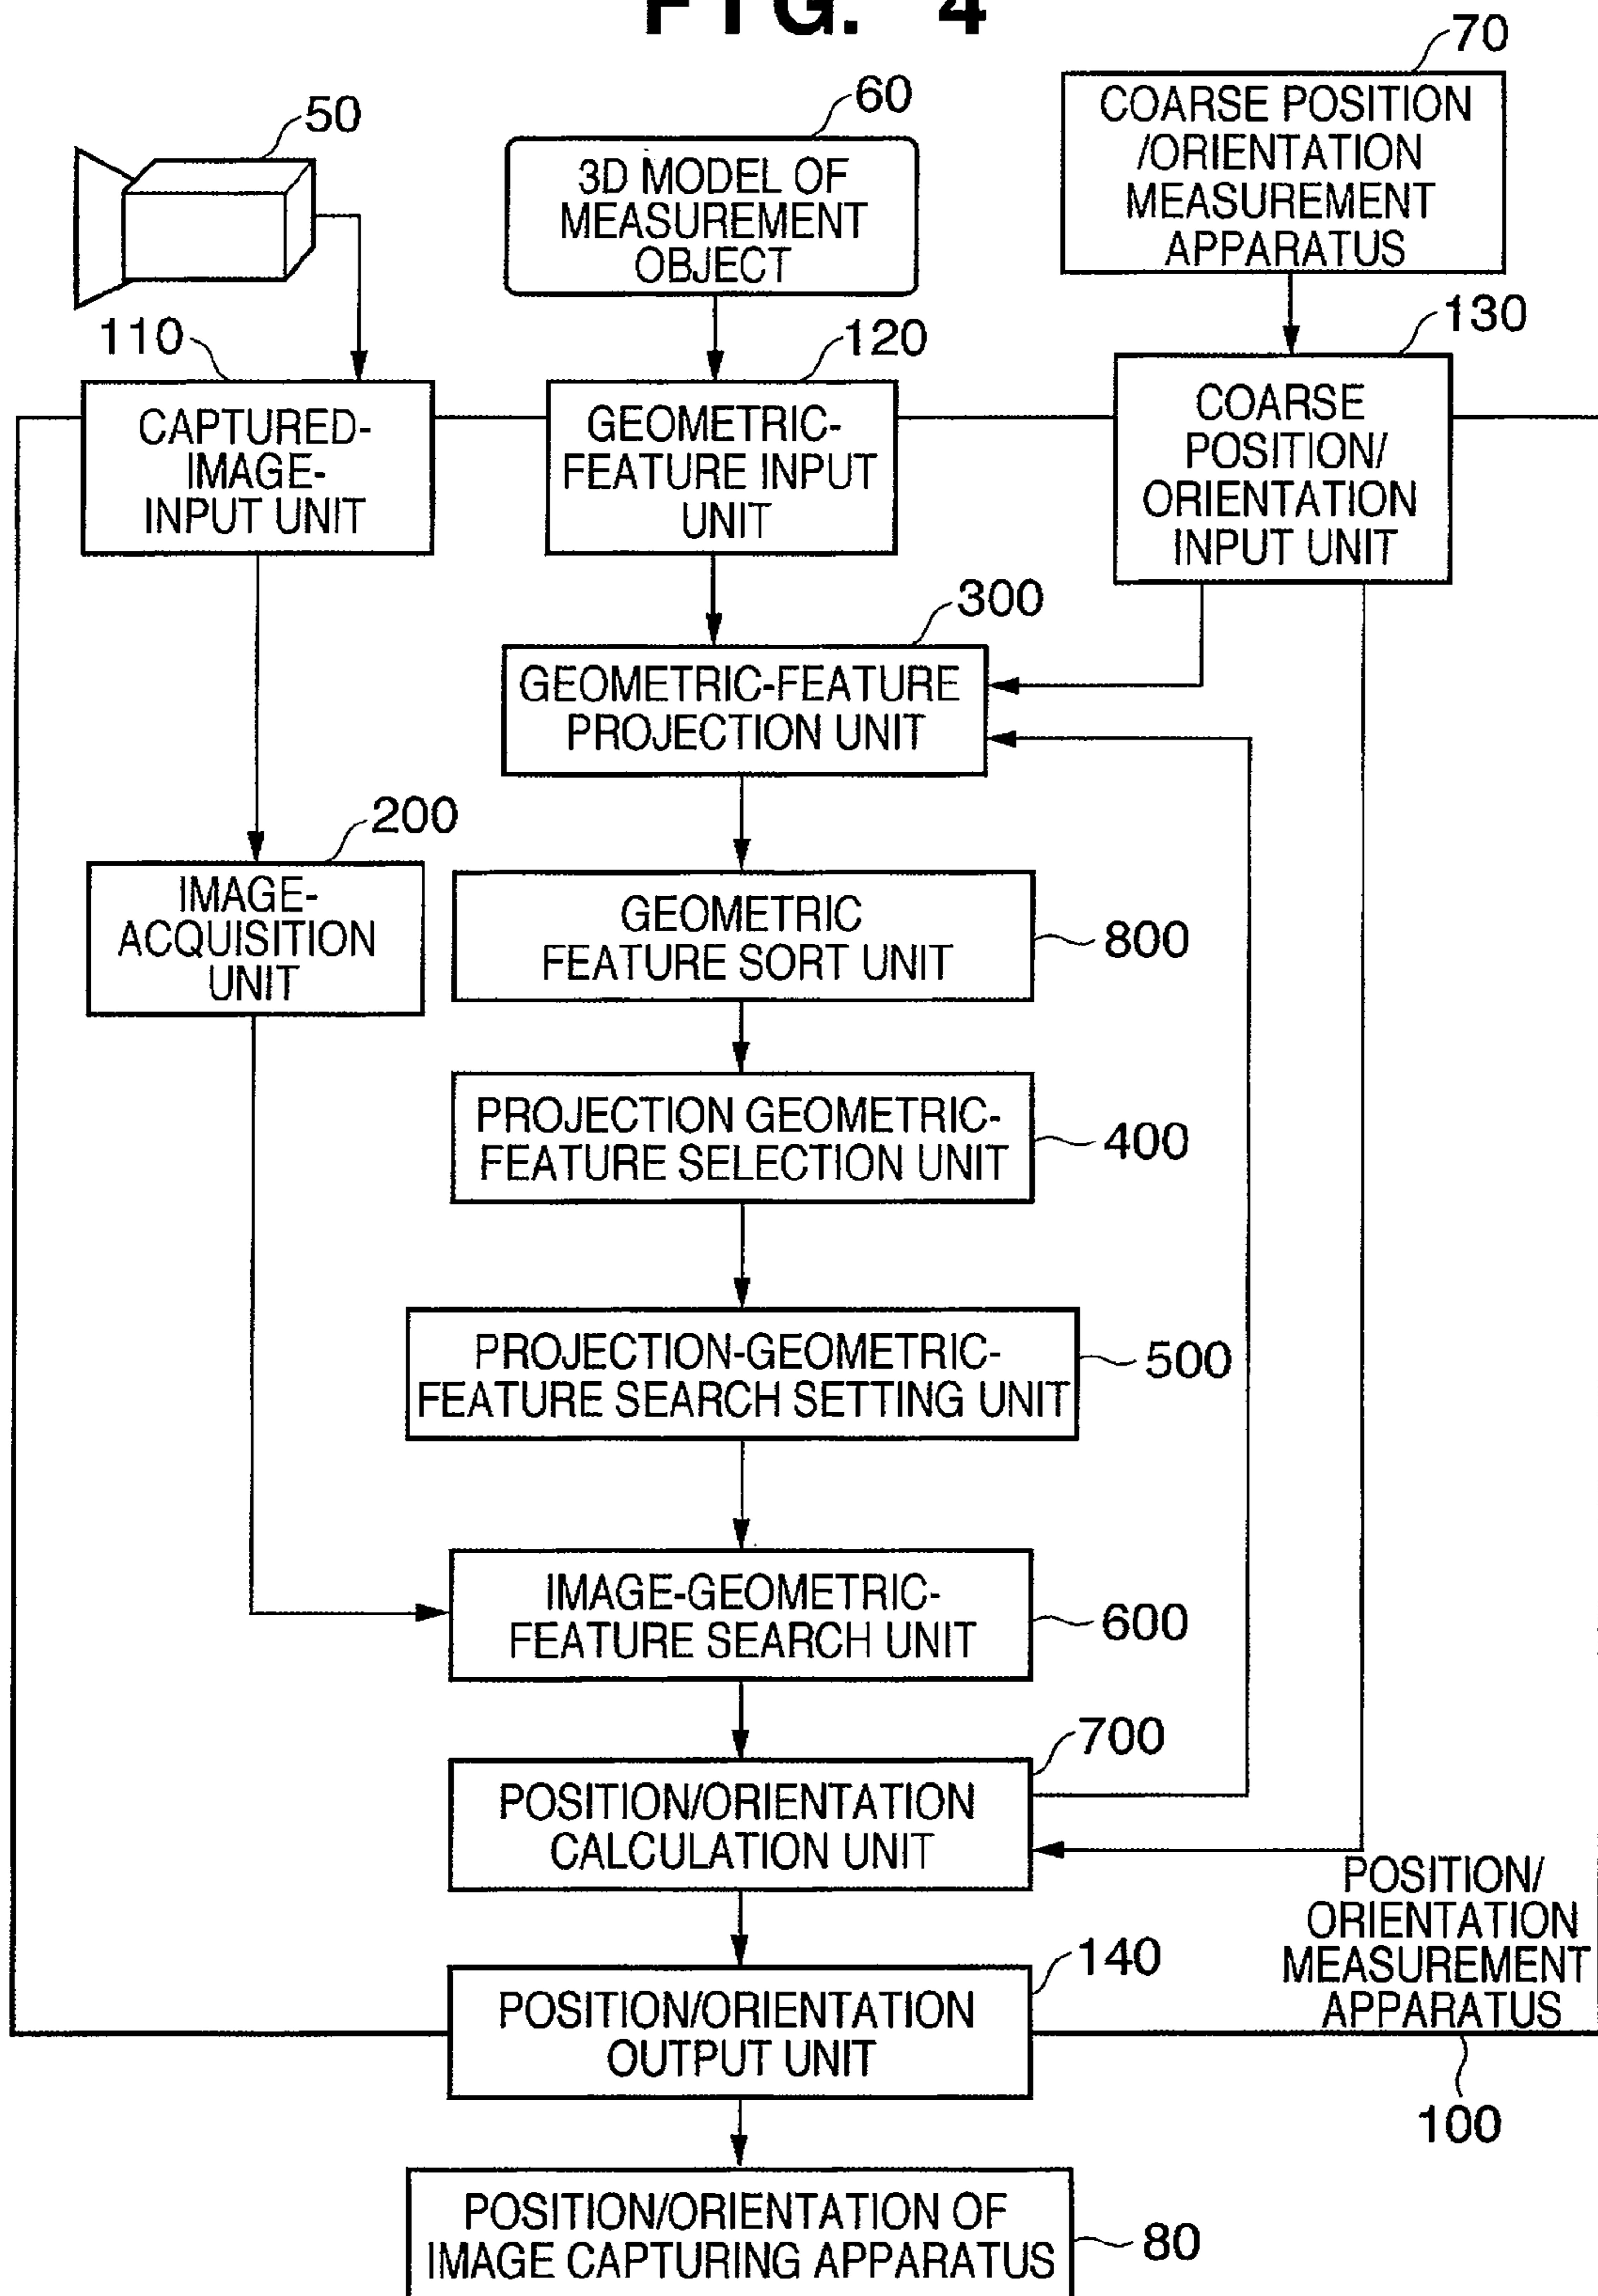 FIG. 4
70
COARSE POSITION
/ORIENTATION
MEASUREMENT
APPARATUS
60
3D MODEL OF
MEASUREMENT
OBJECT
50
110
120
130
CAPTURED-
IMAGE-
INPUT UNIT
GEOMETRIC-
FEATURE INPUT
UNIT
COARSE
POSITION/
ORIENTATION
INPUT UNIT
300
GEOMETRIC-FEATURE
PROJECTION UNIT
200
IMAGE-
ACQUISITION
UNIT
GEOMETRIC
FEATURE SORT UNIT
800
PROJECTION GEOMETRIC-
FEATURE SELECTION UNIT
400
PROJECTION-GEOMETRIC-
FEATURE SEARCH SETTING UNIT
500
IMAGE-GEOMETRIC-
FEATURE SEARCH UNIT
600
700
POSITION/ORIENTATION
CALCULATION UNIT
POSITION/
ORIENTATION
MEASUREMENT
APPARATUS
100
140
POSITION/ORIENTATION
OUTPUT UNIT
POSITION/ORIENTATION OF
IMAGE CAPTURING APPARATUS
80